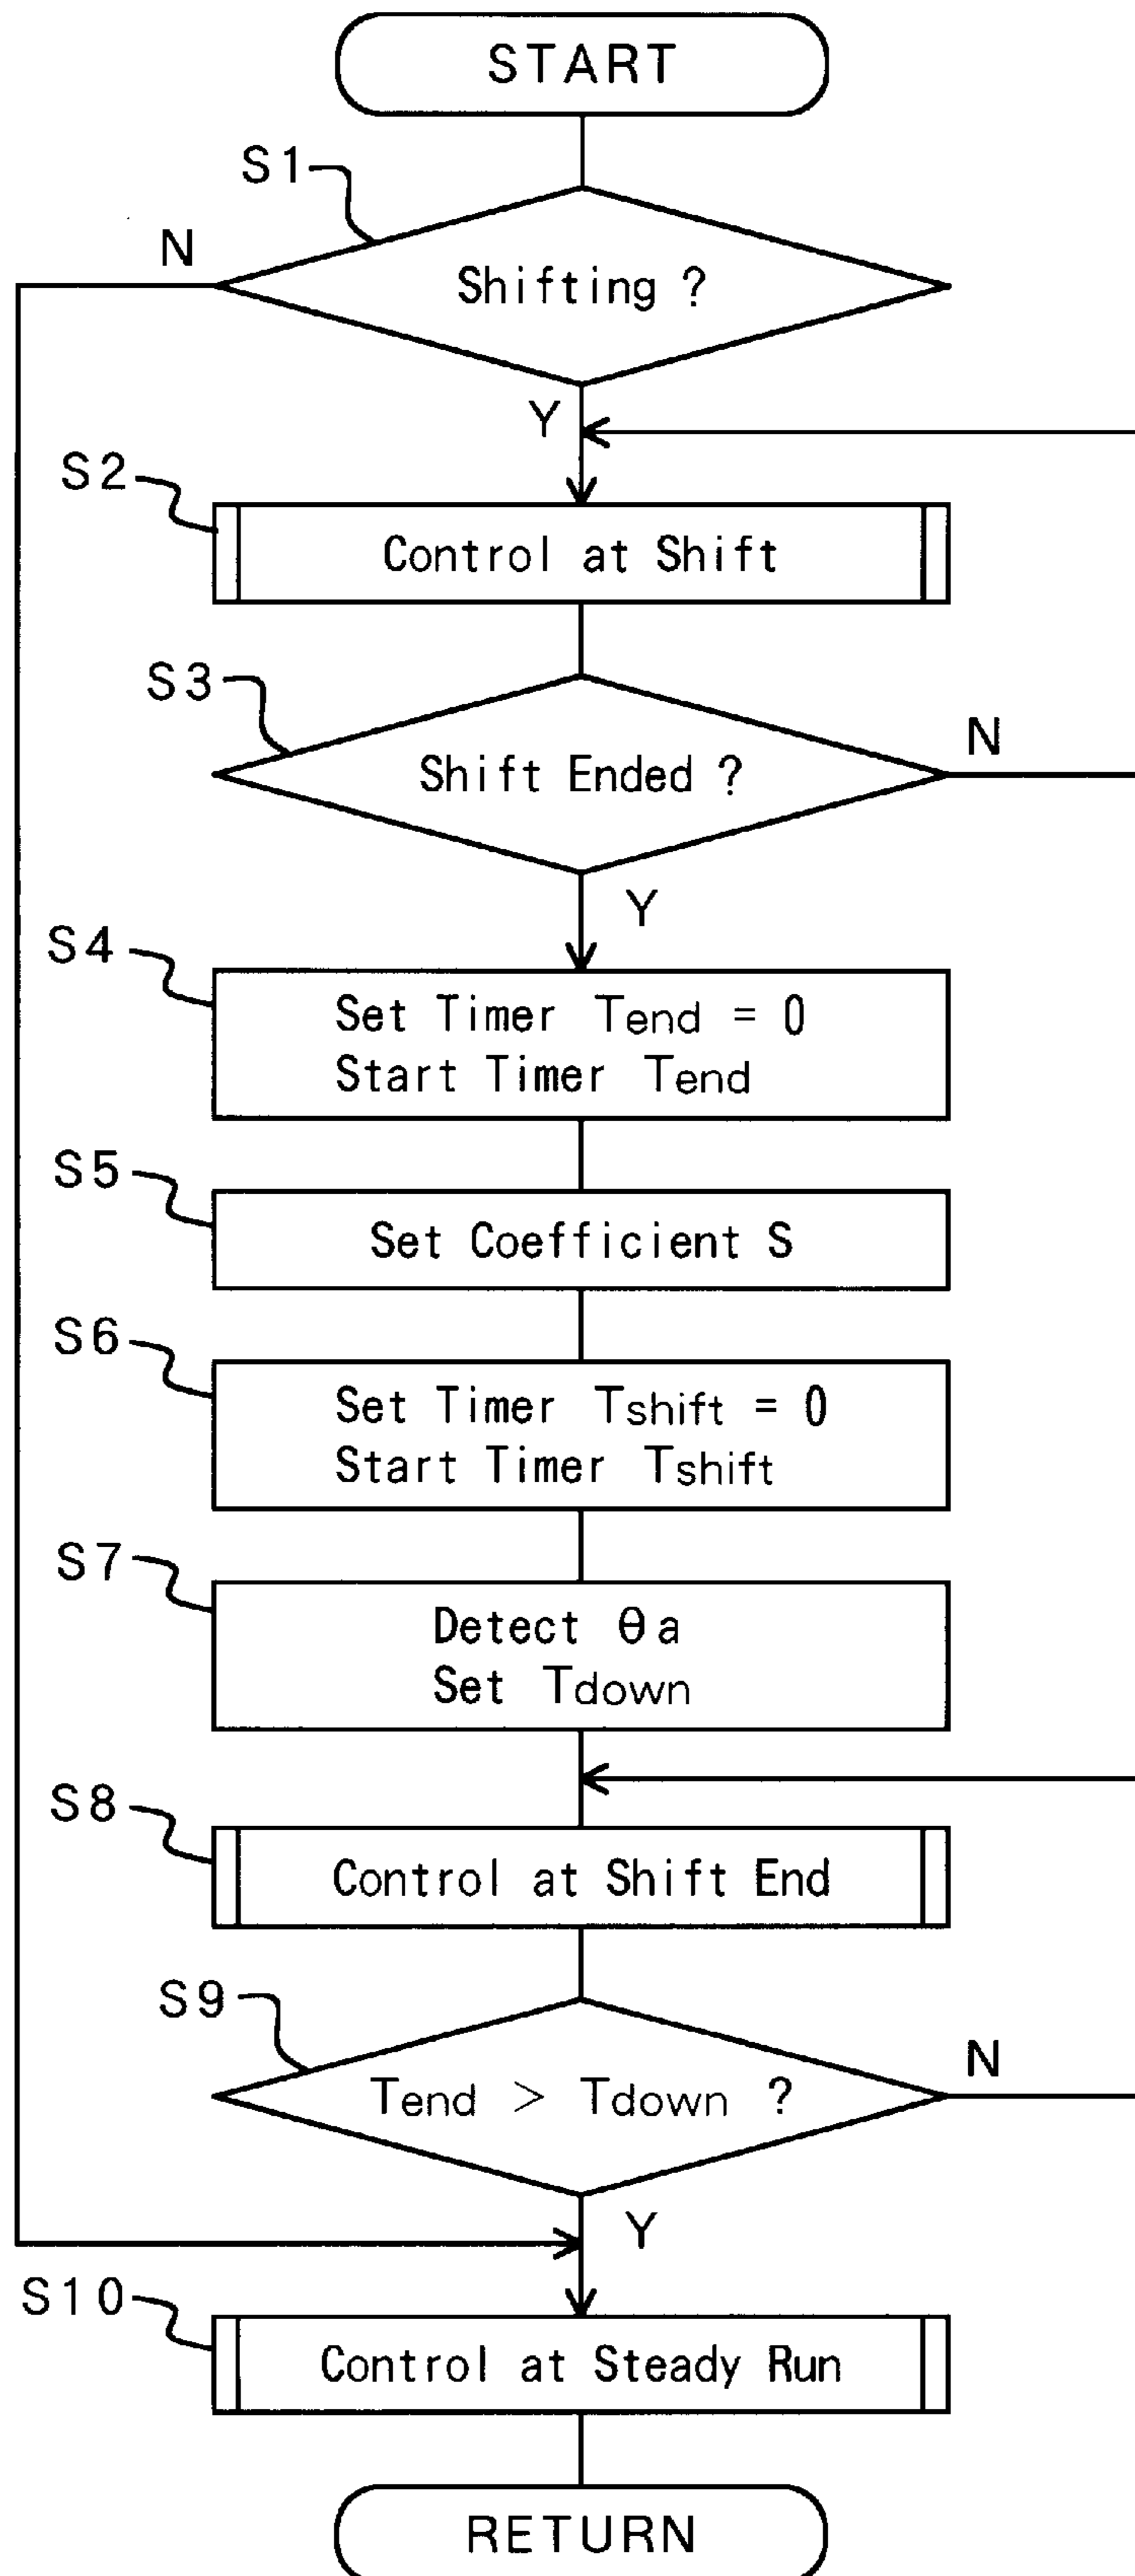 START
S1
N
Shifting ?
Y
S2
Control at Shift
S3
N
Shift Ended ?
Y
S4
Set Timer Tend = 0
Start Timer Tend
S5
Set Coefficient S
S6
Set Timer Tshift = 0
Start Timer Tshift
S7
Detect θa
Set Tdown
S8
Control at Shift End
S9
N
Tend > Tdown ?
Y
S10
Control at Steady Run
RETURN